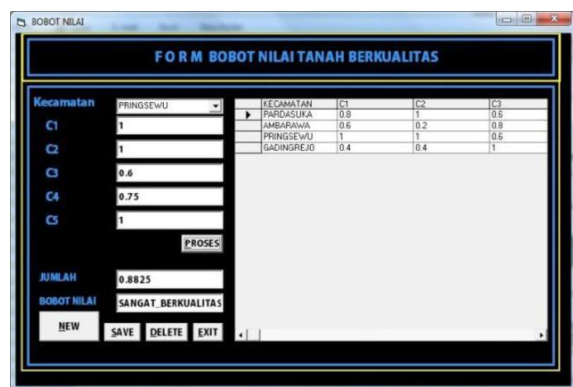 BOBOT NILAI
FORM BOBOT NILAI TANAH BERKUALITAS
Kecamatan PRINGSEWU
C1 1
C2 1
C3 0.6
C4 0.75
C5 1
PROSES
JUMLAH 0.8825
BOBOT NILAI SANGAT_BERKUALITAS
NEW SAVE DELETE EXIT
KECAMATAN C1 C2 C3
PARDASUKA 0.8 1 0.6
AMBARAWA 0.6 0.2 0.8
PRINGSEWU 1 1 0.6
GADINGREJO 0.4 0.4 1